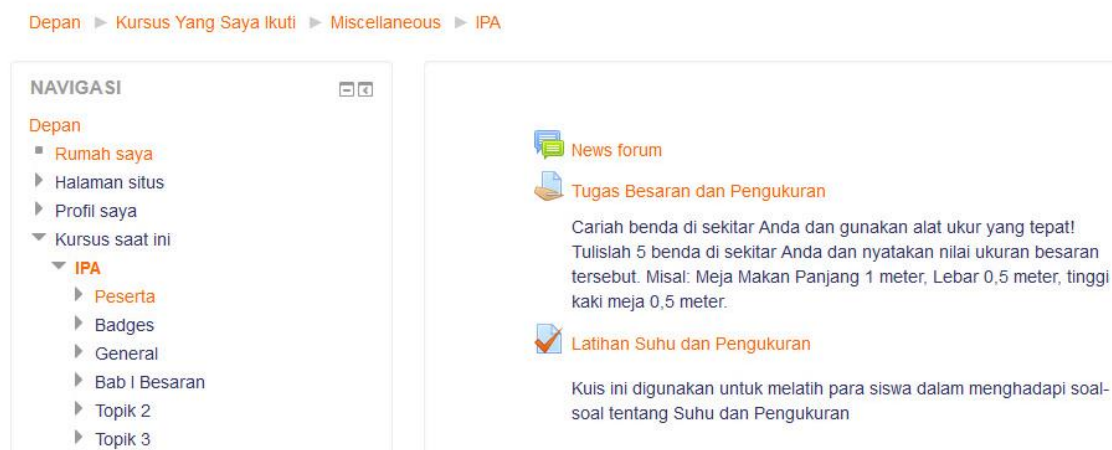 Depan Kursus Yang Saya Ikuti Miscellaneous IPA
NAVIGASI
Depan
Rumah saya
Halaman situs
Profil saya
Kursus saat ini
IPA
Peserta
Badges
General
Bab I Besaran
Topik 2
Topik 3
News forum
Tugas Besaran dan Pengukuran
Cariah benda di sekitar Anda dan gunakan alat ukur yang tepat!
Tulislah 5 benda di sekitar Anda dan nyatakan nilai ukuran besaran
tersebut. Misal: Meja Makan Panjang 1 meter, Lebar 0,5 meter, tinggi
kaki meja 0,5 meter.
Latihan Suhu dan Pengukuran
Kuis ini digunakan untuk melatih para siswa dalam menghadapi soal-
soal tentang Suhu dan Pengukuran